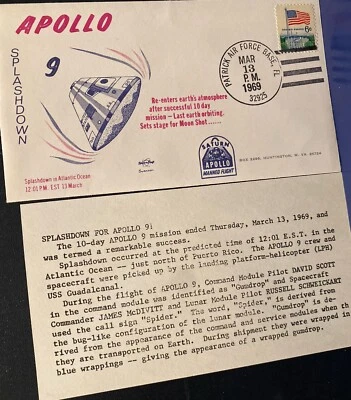 APOLLO
9
SPLASHDOWN
Re-enters earth's atmosphere
after successful 10 day
mission – Last earth orbiting.
Sets stage for Moon Shot......
Splashdown in Atlantic Ocean
12:01 P.M. EST 13 March
PATRICK AIR FORCE BASE, FL
MAR
13
P.M.
1969
32925
6¢
SATURN
APOLLO
MANNED FLIGHT
HUNTINGTON, W. VA.
SPLASHDOWN FOR APOLLO 9:
The 10-day APOLLO 9 mission ended Thursday, March 13, 1969, and
was termed a remarkable success.
Splashdown occurred at the predicted time of 12:01 E.S.T. in the
Atlantic Ocean -- just north of Puerto Rico. The APOLLO 9 crew and
spacecraft were picked up by the landing platform-helicopter (LPH)
USS Guadalcanal.
During the flight of APOLLO 9, Command Module Pilot DAVID SCOTT
in the command module was identified as "Gumdrop" and Spacecraft
Commander JAMES McDIVITT and Lunar Module Pilot RUSSELL SCHWEICKART
used the call sign "Spider." The word, "Spider", is derived from
the bug-like configuration of the lunar module. "Gumdrop" is de-
rived from the appearance of the command and service modules when th
they are transported on Earth. During shipment they were wrapped in
blue wrappings -- giving the appearance of a wrapped gumdrop.